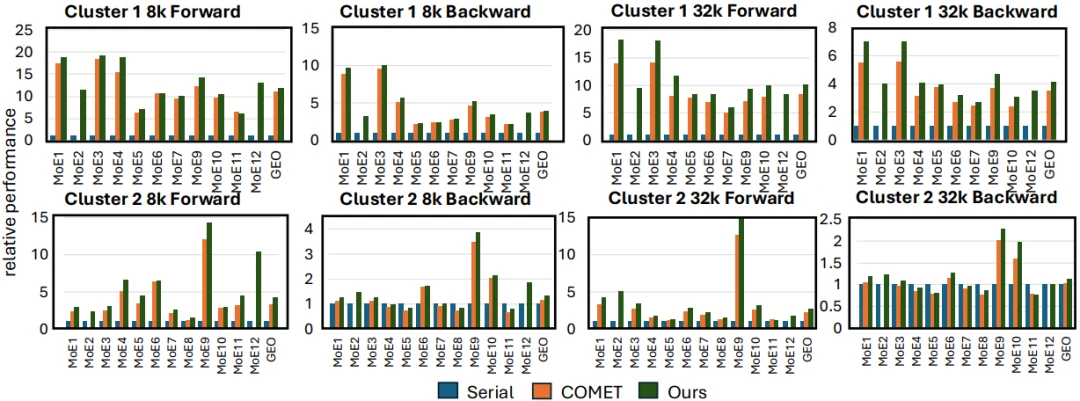 Cluster 1 8k Forward
25
20
15
10
5
0
MoE1
MoE2
MoE3
MoE4
MoE5
MoE6
MoE7
MoE9
MoE10
MoE11
MoE12
GEO
Cluster 1 8k Backward
15
10
5
0
MoE1
MoE2
MoE3
MoE4
MoE5
MoE6
MoE7
MoE9
MoE10
MoE11
MoE12
GEO
Cluster 1 32k Forward
20
15
10
5
0
MoE1
MoE2
MoE3
MoE4
MoE5
MoE6
MoE7
MoE9
MoE10
MoE11
MoE12
GEO
Cluster 1 32k Backward
8
6
4
2
0
MoE1
MoE2
MoE3
MoE4
MoE5
MoE6
MoE7
MoE9
MoE10
MoE11
MoE12
GEO
relative performance
Cluster 2 8k Forward
15
10
5
0
MoE1
MoE2
MoE3
MoE4
MoE5
MoE6
MoE7
MoE8
MoE9
MoE10
MoE11
MoE12
GEO
Cluster 2 8k Backward
4
3
2
1
0
MoE1
MoE2
MoE3
MoE4
MoE5
MoE6
MoE7
MoE8
MoE9
MoE10
MoE11
MoE12
GEO
Cluster 2 32k Forward
15
10
5
0
MoE1
MoE2
MoE3
MoE4
MoE5
MoE6
MoE7
MoE8
MoE9
MoE10
MoE11
MoE12
GEO
Cluster 2 32k Backward
2.5
2
1.5
1
0.5
0
MoE1
MoE2
MoE3
MoE4
MoE5
MoE6
MoE7
MoE8
MoE9
MoE10
MoE11
MoE12
GEO
Serial
COMET
Ours